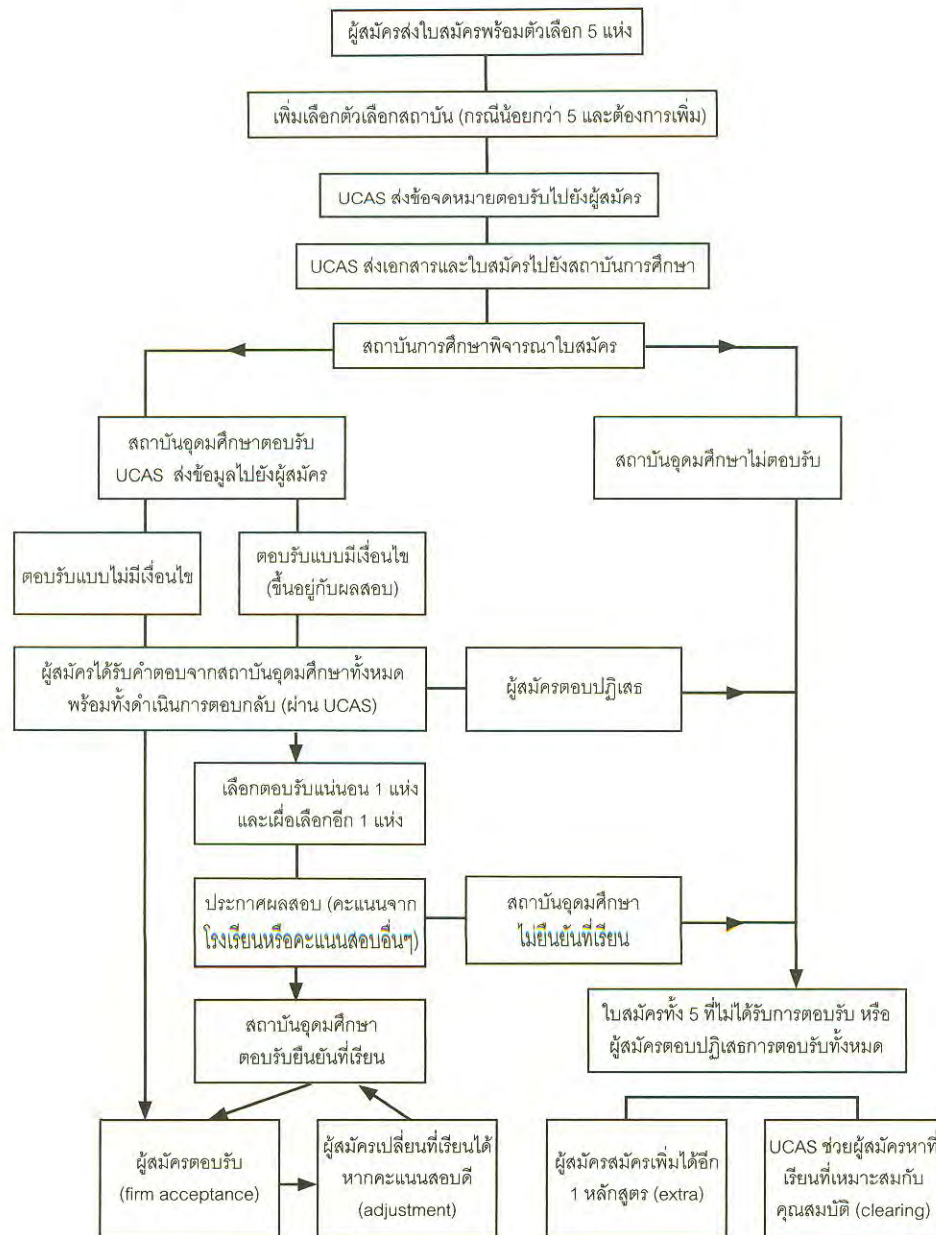 ผู้สมัครส่งใบสมัครพร้อมตัวเลือก 5 แห่ง
เพิ่มเลือกตัวเลือกสถาบัน (กรณีน้อยกว่า 5 และต้องการเพิ่ม)
UCAS ส่งข้อจดหมายตอบรับไปยังผู้สมัคร
UCAS ส่งเอกสารและใบสมัครไปยังสถาบันการศึกษา
สถาบันการศึกษาพิจารณาใบสมัคร
สถาบันอุดมศึกษาตอบรับ
UCAS ส่งข้อมูลไปยังผู้สมัคร
สถาบันอุดมศึกษาไม่ตอบรับ
ตอบรับแบบไม่มีเงื่อนไข
ตอบรับแบบมีเงื่อนไข
(ขึ้นอยู่กับผลสอบ)
ผู้สมัครได้รับคำตอบจากสถาบันอุดมศึกษาทั้งหมด
พร้อมทั้งดำเนินการตอบกลับ (ผ่าน UCAS)
ผู้สมัครตอบปฏิเสธ
เลือกตอบรับแน่นอน 1 แห่ง
และเผื่อเลือกอีก 1 แห่ง
ประกาศผลสอบ (คะแนนจาก
โรงเรียนหรือคะแนนสอบอื่นๆ)
สถาบันอุดมศึกษา
ไม่ยืนยันที่เรียน
สถาบันอุดมศึกษา
ตอบรับยืนยันที่เรียน
ใบสมัครทั้ง 5 ที่ไม่ได้รับการตอบรับ หรือ
ผู้สมัครตอบปฏิเสธการตอบรับทั้งหมด
ผู้สมัครตอบรับ
(firm acceptance)
ผู้สมัครเปลี่ยนที่เรียนได้
หากคะแนนสอบดี
(adjustment)
ผู้สมัครสมัครเพิ่มได้อีก
1 หลักสูตร (extra)
UCAS ช่วยผู้สมัครหาที่
เรียนที่เหมาะสมกับ
คุณสมบัติ (clearing)